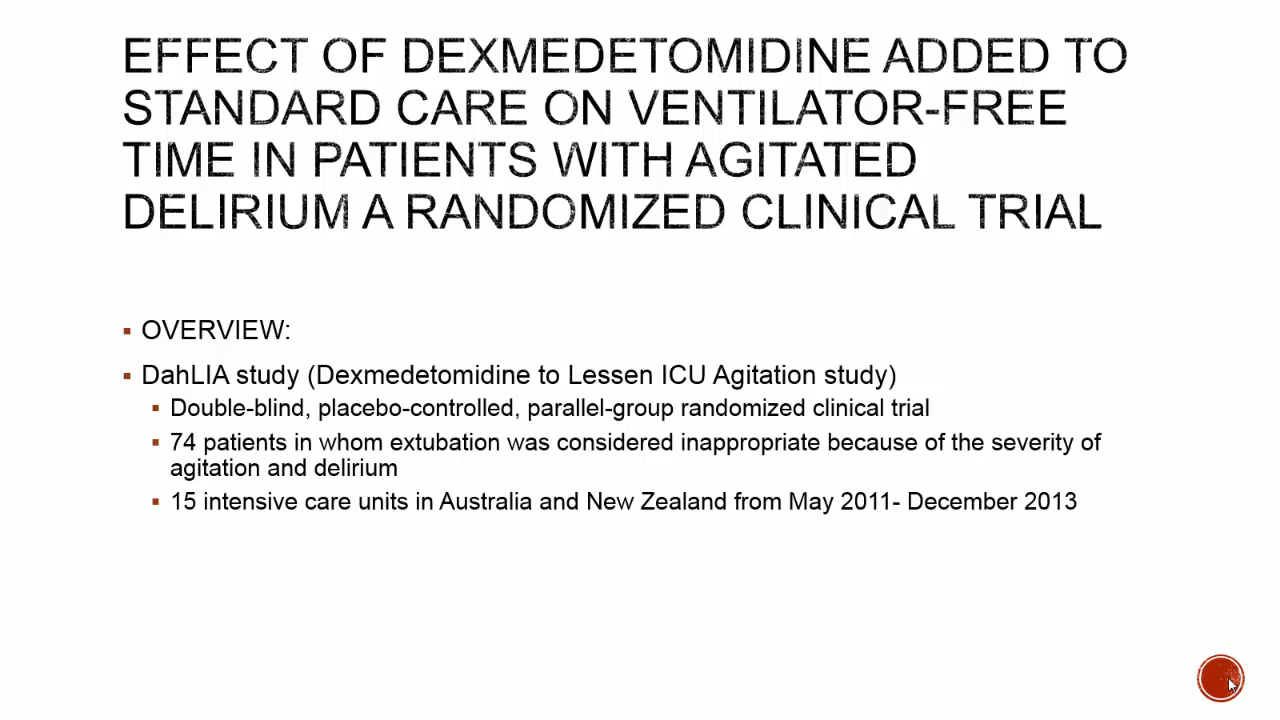 EFFECT OF DEXMEDETOMIDINE ADDED TO
STANDARD CARE ON VENTILATOR-FREE
TIME IN PATIENTS WITH AGITATED
DELIRIUM A RANDOMIZED CLINICAL TRIAL
OVERVIEW:
DahLIA study (Dexmedetomidine to Lessen ICU Agitation study)
Double-blind, placebo-controlled, parallel-group randomized clinical trial
74 patients in whom extubation was considered inappropriate because of the severity of
agitation and delirium
15 intensive care units in Australia and New Zealand from May 2011- December 2013